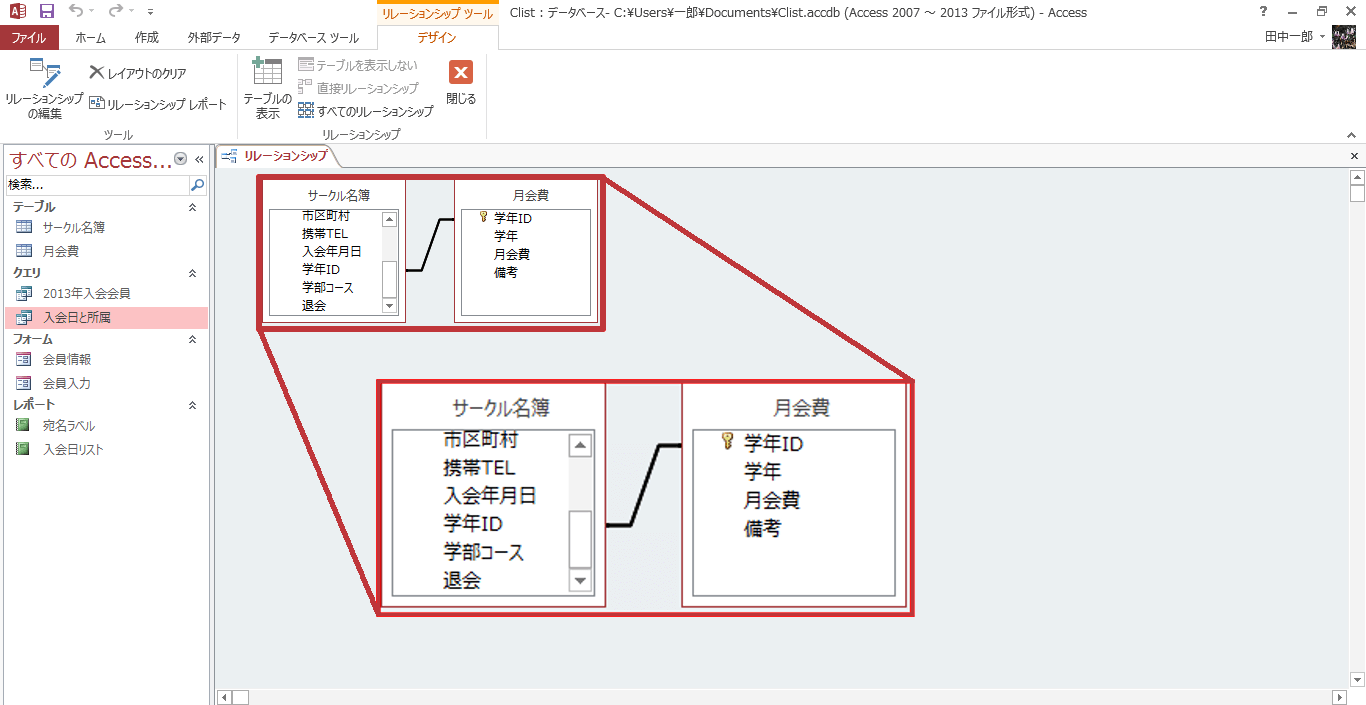 リレーションシップ ツール
Clist : データベース- C:¥Users¥一郎¥Documents¥Clist.accdb (Access 2007 ～ 2013 ファイル形式) - Access
?
ファイル
ホーム
作成
外部データ
データベース ツール
デザイン
田中一郎
リレーションシップ
の編集
レイアウトのクリア
リレーションシップ レポート
ツール
テーブルの
表示
テーブルを表示しない
直接リレーションシップ
すべてのリレーションシップ
閉じる
リレーションシップ
すべての Access...
«
検索...
テーブル
サークル名簿
月会費
クエリ
2013年入会会員
入会日と所属
フォーム
会員情報
会員入力
レポート
宛名ラベル
入会日リスト
リレーションシップ
サークル名簿
市区町村
携帯TEL
入会年月日
学年ID
学部コース
退会
月会費
学年ID
学年
月会費
備考
サークル名簿
市区町村
携帯TEL
入会年月日
学年ID
学部コース
退会
月会費
学年ID
学年
月会費
備考